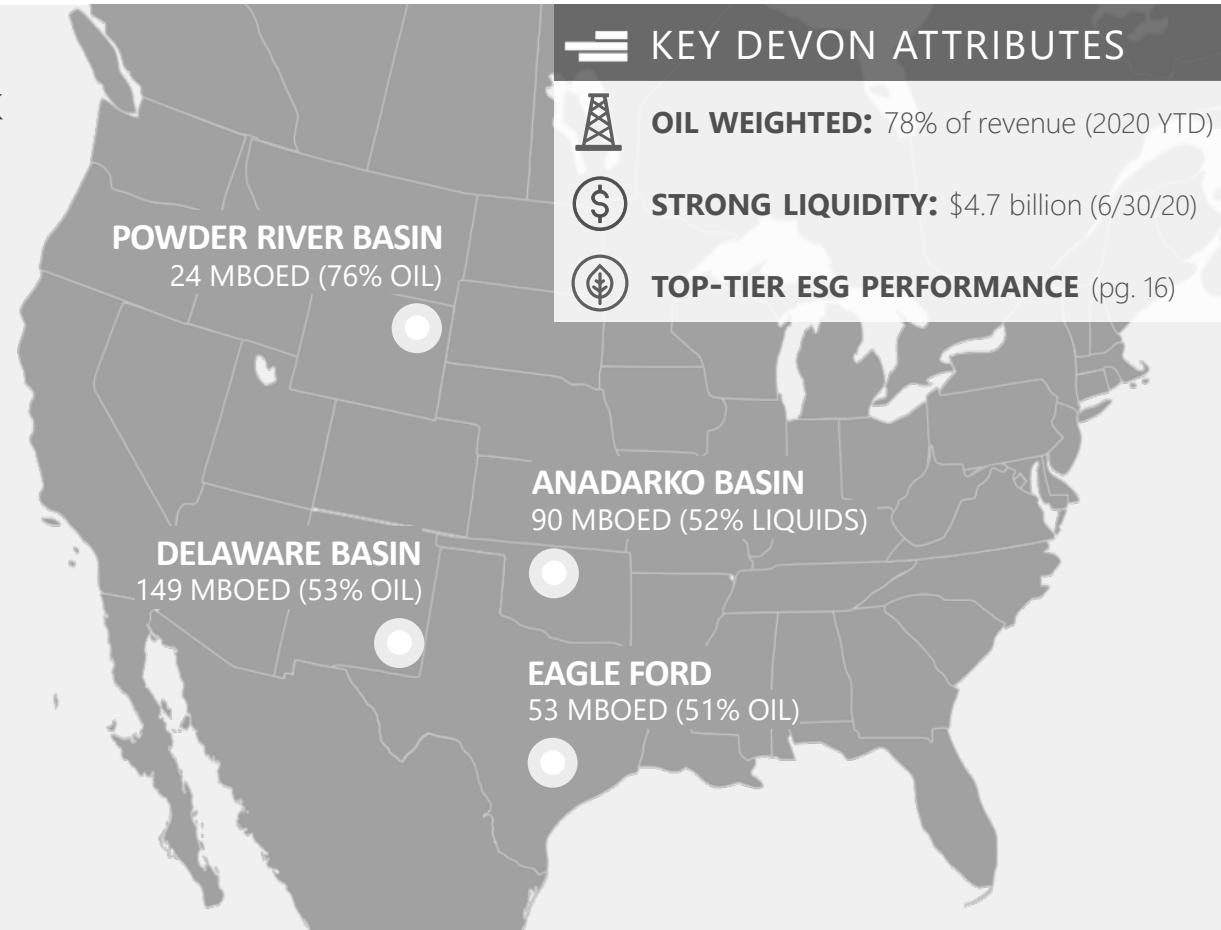 KEY DEVON ATTRIBUTES
OIL WEIGHTED: 78% of revenue (2020 YTD)
STRONG LIQUIDITY: $4.7 billion (6/30/20)
TOP-TIER ESG PERFORMANCE (pg. 16)
POWDER RIVER BASIN
24 MBOED (76% OIL)
ANADARKO BASIN
90 MBOED (52% LIQUIDS)
DELAWARE BASIN
149 MBOED (53% OIL)
EAGLE FORD
53 MBOED (51% OIL)